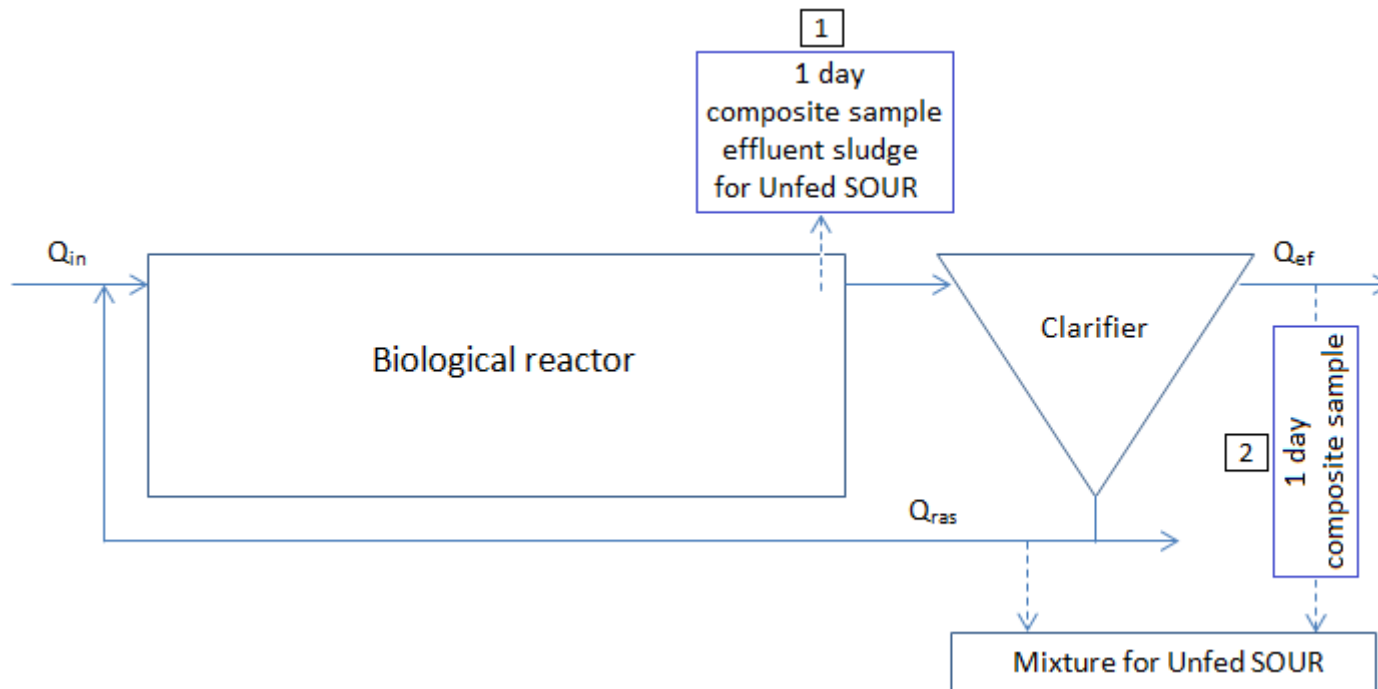 1
1 day
composite sample
effluent sludge
for Unfed SOUR
Qin
Qef
Biological reactor
Clarifier
2
1 day
composite sample
Qras
Mixture for Unfed SOUR